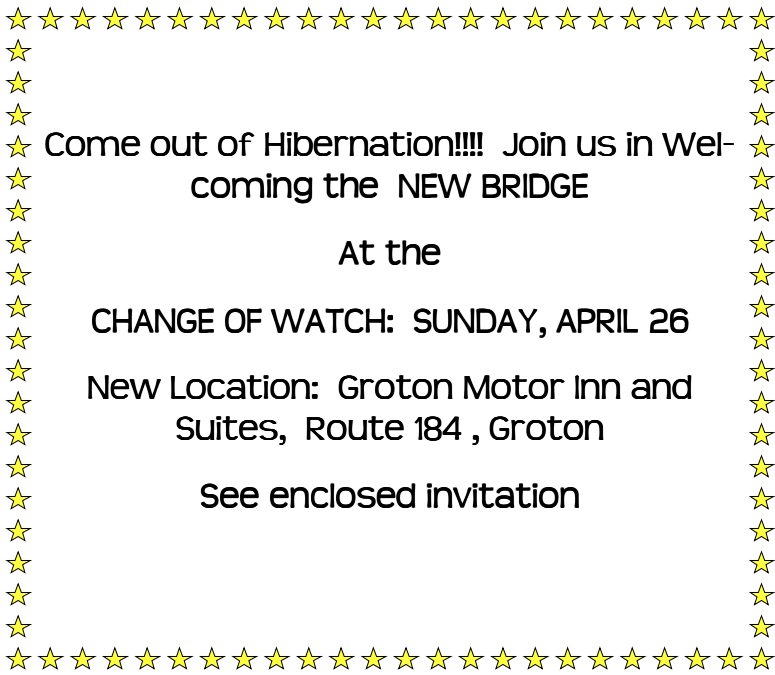 Come out of Hibernation!!!!  Join us in Wel-
coming the  NEW BRIDGE
At the
CHANGE OF WATCH:  SUNDAY, APRIL 26
New Location:  Groton Motor Inn and
Suites,  Route 184 , Groton
See enclosed invitation